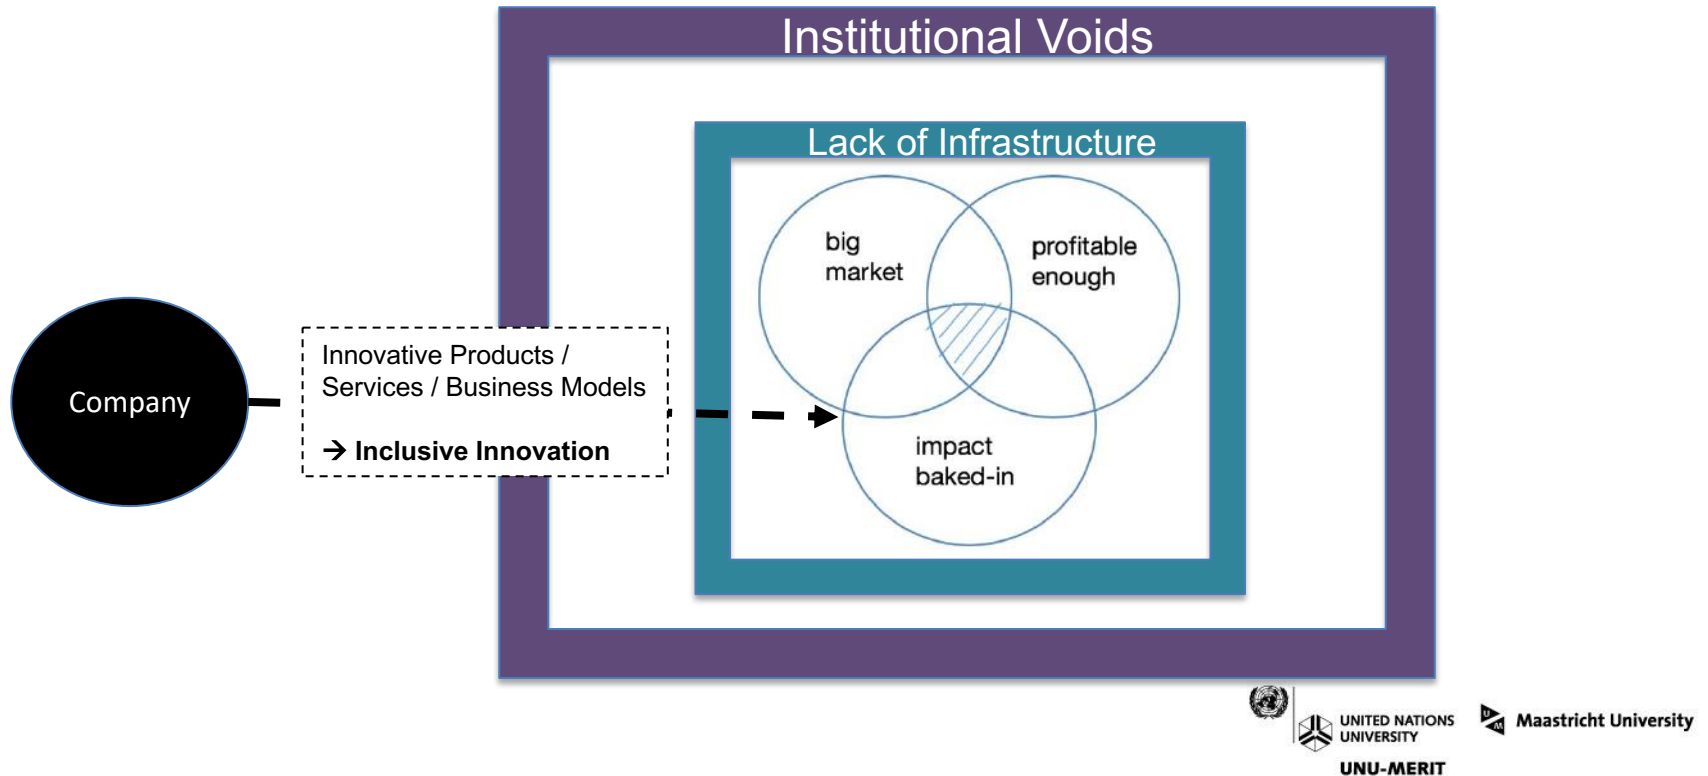 Institutional Voids
Lack of Infrastructure
big
market
profitable
enough
impact
baked-in
Company
Innovative Products /
Services / Business Models
→ Inclusive Innovation
UNITED NATIONS
UNIVERSITY
UNU-MERIT
U
M
Maastricht University